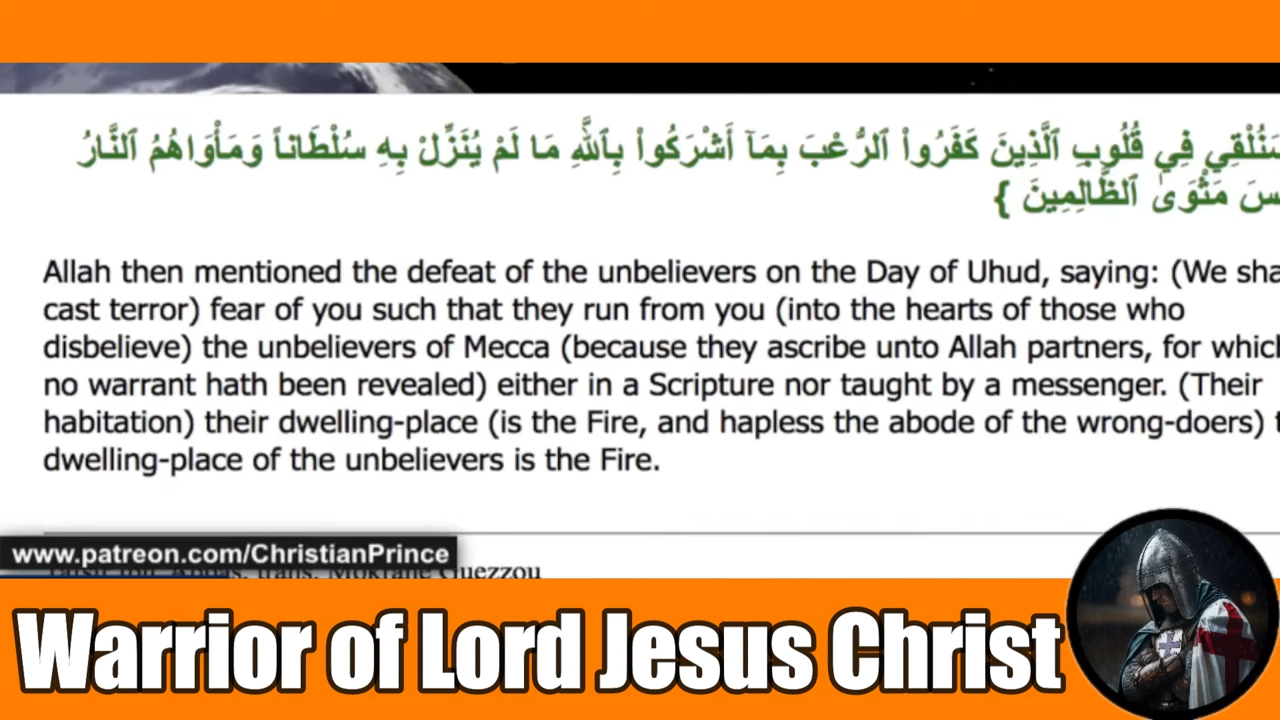 فِي قُلُوبِ ٱلَّذِينَ كَفَرُواْ ٱلرُّعْبَ بِمَآ أَشْرَكُواْ بِٱللَّهِ مَا لَمْ يُنَزِّلْ بِهِ سُلْطَاناً وَمَأْوَاهُمُ ٱلنَّارُ
مَثْوَىٰ ٱلظَّالِمِينَ }
Allah then mentioned the defeat of the unbelievers on the Day of Uhud, saying: (We
cast terror) fear of you such that they run from you (into the hearts of those who
disbelieve) the unbelievers of Mecca (because they ascribe unto Allah partners, for
no warrant hath been revealed) either in a Scripture nor taught by a messenger. (Their
habitation) their dwelling-place (is the Fire, and hapless the abode of the wrong-doers)
dwelling-place of the unbelievers is the Fire.
www.patreon.com/ChristianPrince
Warrior of Lord Jesus Christ